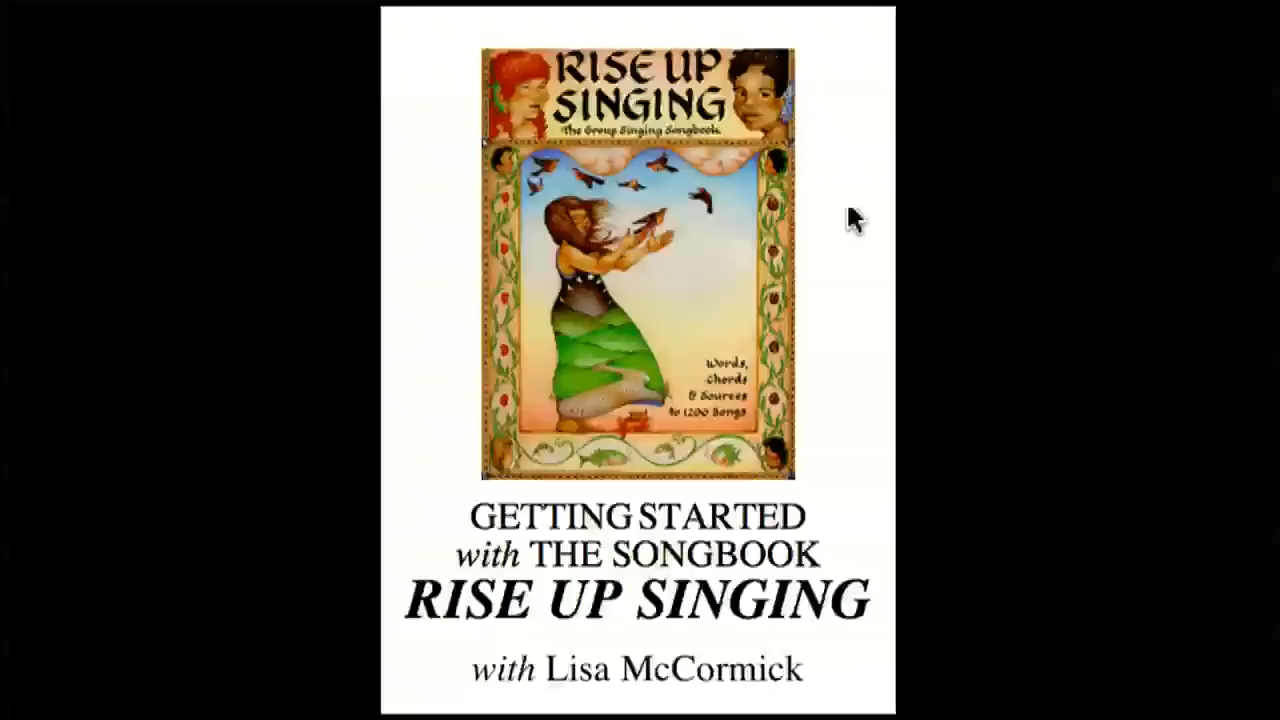 RISE UP
SINGING
The Group Singing Songbook
Words,
Chords
& Sources
to 1200 Songs
GETTING STARTED
with THE SONGBOOK
RISE UP SINGING
with Lisa McCormick